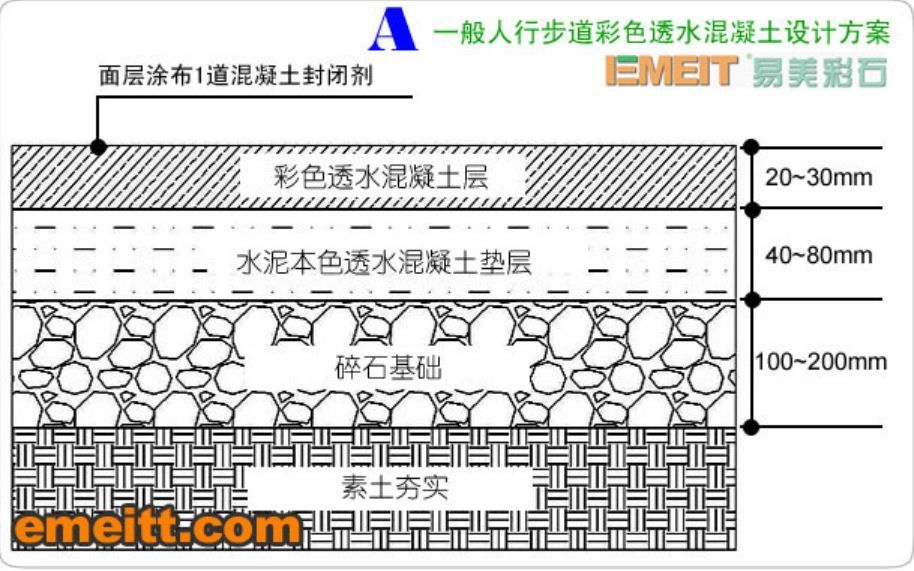 A 一般人行步道彩色透水混凝土设计方案
EMEIT 易美彩石
面层涂布1道混凝土封闭剂
彩色透水混凝土层
20~30mm
水泥本色透水混凝土垫层
40~80mm
碎石基础
100~200mm
素土夯实
emeitt.com